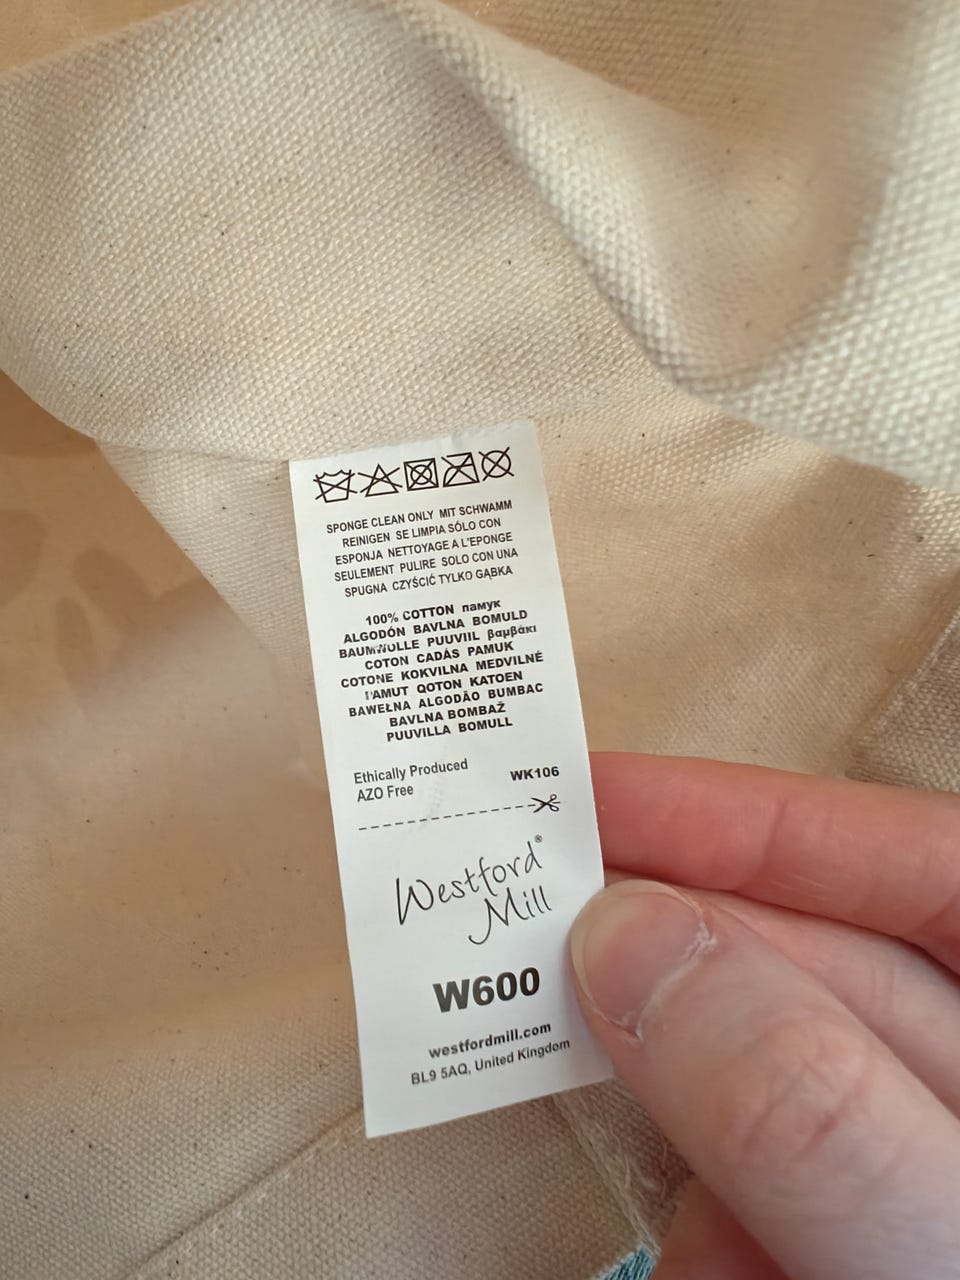 SPONGE CLEAN ONLY MIT SCHWAMM
REINIGEN SE LIMPIA SÓLO CON
ESPONJA NETTOYAGE A L'EPONGE
SEULEMENT PULIRE SOLO CON UNA
SPUGNA CZYŚCIĆ TYLKO GĄBKA
100% COTTON памук
ALGODÓN BAVLNA BOMULD
BAUMWOLLE PUUVIIL βαμβάκι
COTON CADÁS PAMUK
COTONE KOKVILNA MEDVILNÉ
PAMUT QOTON KATOEN
BAWEŁNA ALGODÃO BUMBAC
BAVLNA BOMBAŽ
PUUVILLA BOMULL
Ethically Produced
AZO Free WK106
Westford®
Mill
W600
westfordmill.com
BL9 5AQ, United Kingdom